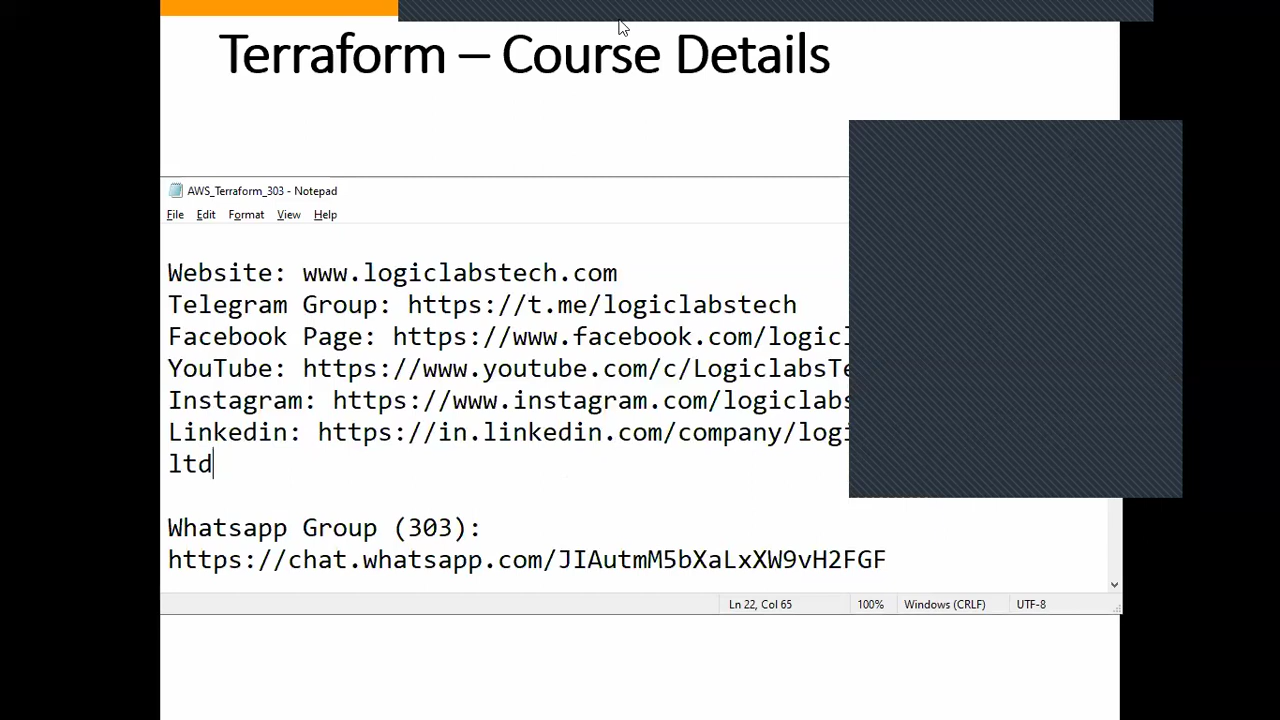 Terraform – Course Details
AWS_Terraform_303 - Notepad
File Edit Format View Help
Website: www.logiclabstech.com
Telegram Group: https://t.me/logiclabstech
Facebook Page: https://www.facebook.com/logicl
YouTube: https://www.youtube.com/c/LogiclabsTe
Instagram: https://www.instagram.com/logiclabs
Linkedin: https://in.linkedin.com/company/logi
ltd
Whatsapp Group (303):
https://chat.whatsapp.com/JIAutmM5bXaLxXW9vH2FGF
Ln 22, Col 65 100% Windows (CRLF) UTF-8